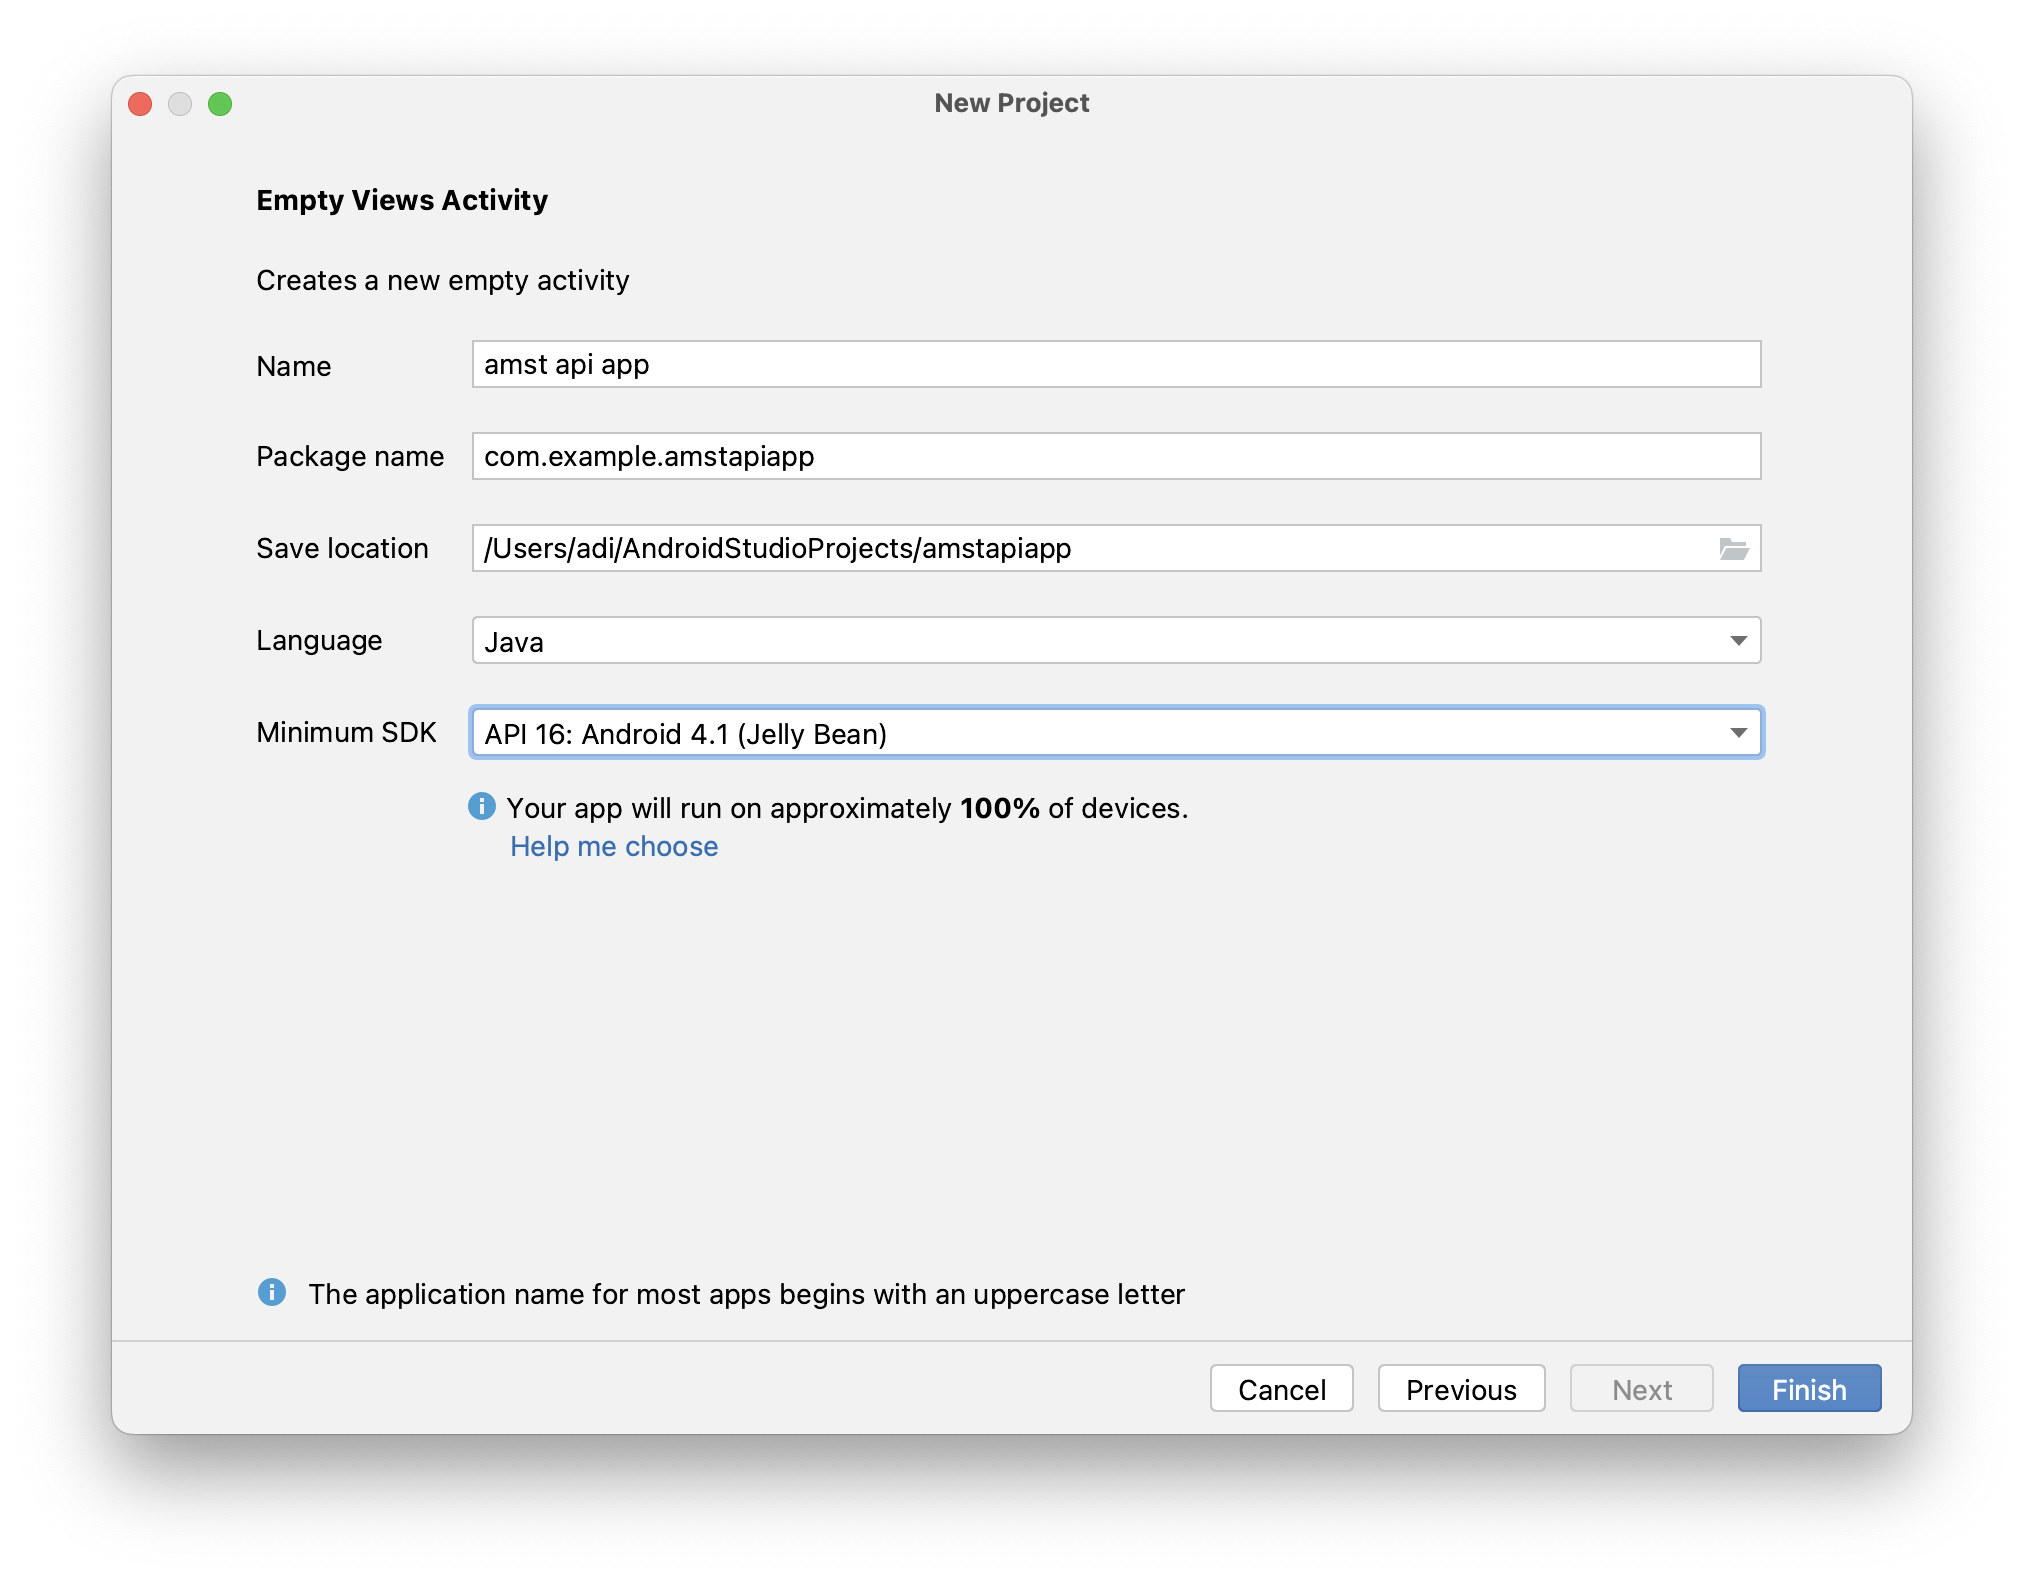 New Project
Empty Views Activity
Creates a new empty activity
Name amst api app
Package name com.example.amstapiapp
Save location /Users/adi/AndroidStudioProjects/amstapiapp
Language Java
Minimum SDK API 16: Android 4.1 (Jelly Bean)
Your app will run on approximately 100% of devices.
Help me choose
The application name for most apps begins with an uppercase letter
Cancel Previous Next Finish